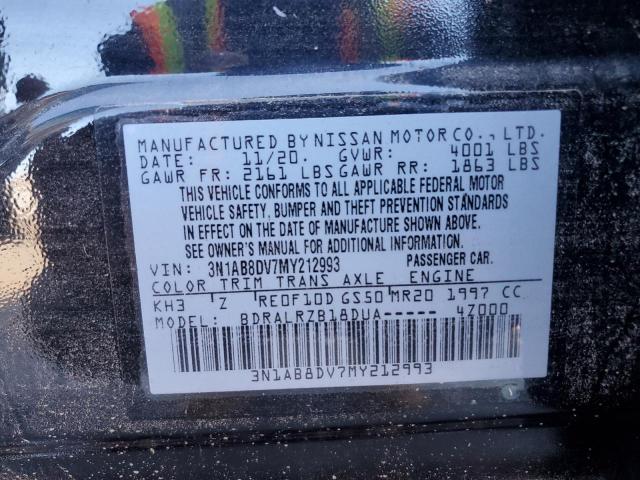 MANUFACTURED BY NISSAN MOTOR CO., LTD.
DATE: 11/20. GVWR: 4001 LBS
GAWR FR: 2161 LBS GAWR RR: 1863 LBS
THIS VEHICLE CONFORMS TO ALL APPLICABLE FEDERAL MOTOR
VEHICLE SAFETY, BUMPER AND THEFT PREVENTION STANDARDS
IN EFFECT ON THE DATE OF MANUFACTURE SHOWN ABOVE.
SEE OWNER'S MANUAL FOR ADDITIONAL INFORMATION.
VIN: 3N1AB8DV7MY212993 PASSENGER CAR.
COLOR TRIM TRANS AXLE ENGINE
KH3 Z RE0F10D GS50 MR20 1997 CC
MODEL: BDRALRZB18DUA----- 4Z000
3N1AB8DV7MY212993